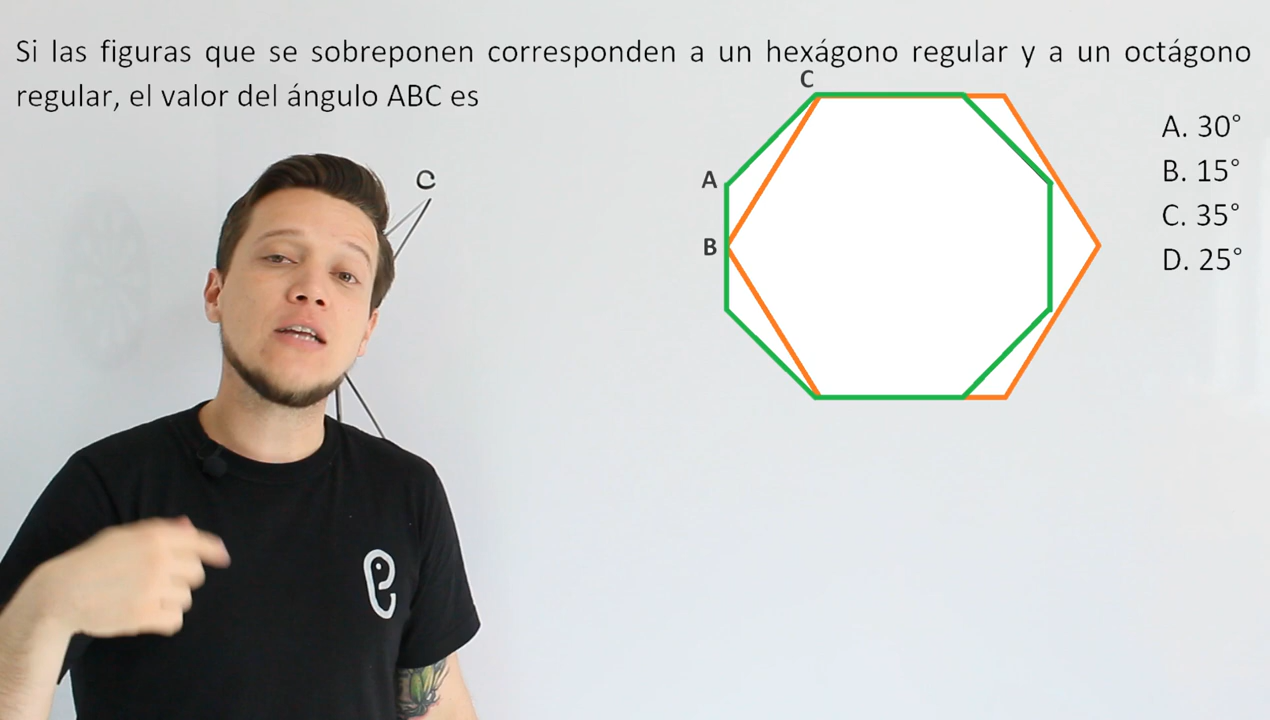 Si las figuras que se sobreponen corresponden a un hexágono regular y a un octágono
regular, el valor del ángulo ABC es
C
A
B
A. 30°
B. 15°
C. 35°
D. 25°
C